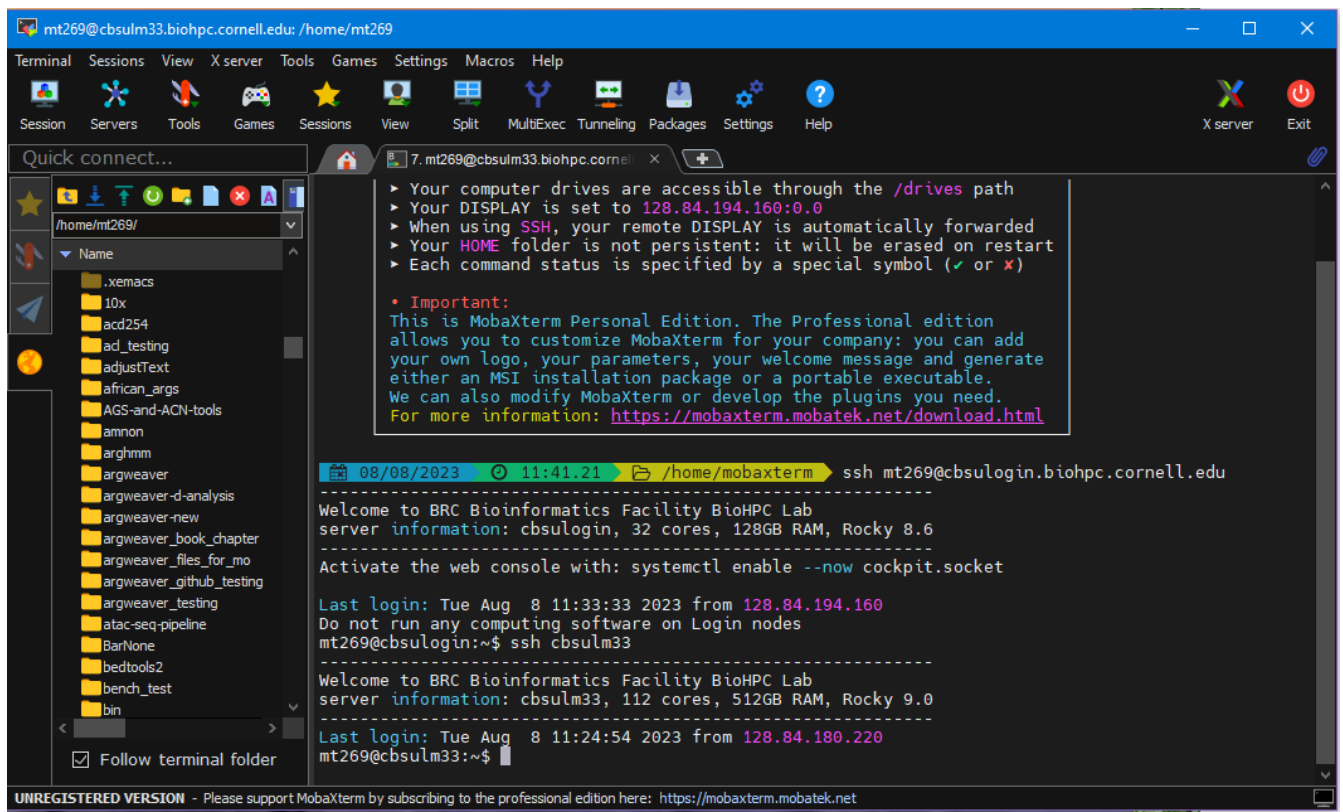 mt269@cbsulm33.biohpc.cornell.edu: /home/mt269
Terminal Sessions View X server Tools Games Settings Macros Help
Session Servers Tools Games Sessions View Split MultiExec Tunneling Packages Settings Help X server Exit
Quick connect...
7. mt269@cbsulm33.biohpc.cornel
/home/mt269/
Name
.xemacs
10x
acd254
acl_testing
adjustText
african_args
AGS-and-ACN-tools
amnon
arghmm
argweaver
argweaver-d-analysis
argweaver-new
argweaver_book_chapter
argweaver_files_for_mo
argweaver_github_testing
argweaver_testing
atac-seq-pipeline
BarNone
bedtools2
bench_test
bin
Follow terminal folder
➤ Your computer drives are accessible through the /drives path
➤ Your DISPLAY is set to 128.84.194.160:0.0
➤ When using SSH, your remote DISPLAY is automatically forwarded
➤ Your HOME folder is not persistent: it will be erased on restart
➤ Each command status is specified by a special symbol (✔ or ✘)
• Important:
This is MobaXterm Personal Edition. The Professional edition
allows you to customize MobaXterm for your company: you can add
your own logo, your parameters, your welcome message and generate
either an MSI installation package or a portable executable.
We can also modify MobaXterm or develop the plugins you need.
For more information: https://mobaxterm.mobatek.net/download.html
08/08/2023 11:41.21 /home/mobaxterm ssh mt269@cbsulogin.biohpc.cornell.edu
----------------------------------------------------------------
Welcome to BRC Bioinformatics Facility BioHPC Lab
server information: cbsulogin, 32 cores, 128GB RAM, Rocky 8.6
----------------------------------------------------------------
Activate the web console with: systemctl enable --now cockpit.socket
Last login: Tue Aug  8 11:33:33 2023 from 128.84.194.160
Do not run any computing software on Login nodes
mt269@cbsulogin:~$ ssh cbsulm33
----------------------------------------------------------------
Welcome to BRC Bioinformatics Facility BioHPC Lab
server information: cbsulm33, 112 cores, 512GB RAM, Rocky 9.0
----------------------------------------------------------------
Last login: Tue Aug  8 11:24:54 2023 from 128.84.180.220
mt269@cbsulm33:~$
UNREGISTERED VERSION - Please support MobaXterm by subscribing to the professional edition here: https://mobaxterm.mobatek.net